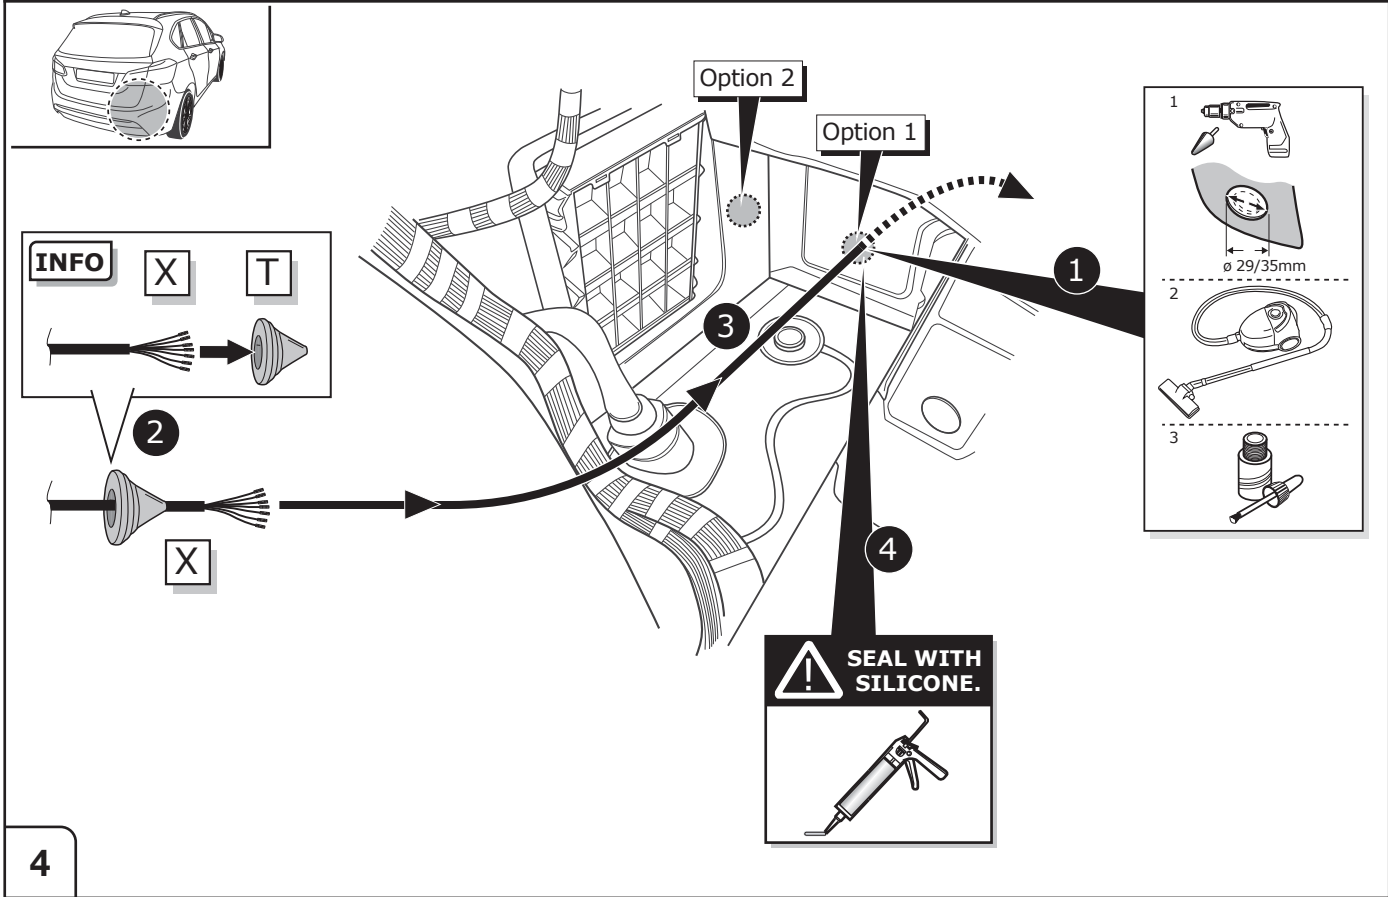 Option 2
Option 1
1
ø 29/35mm
2
3
INFO
X
T
1
3
2
X
4
SEAL WITH
SILICONE.
4